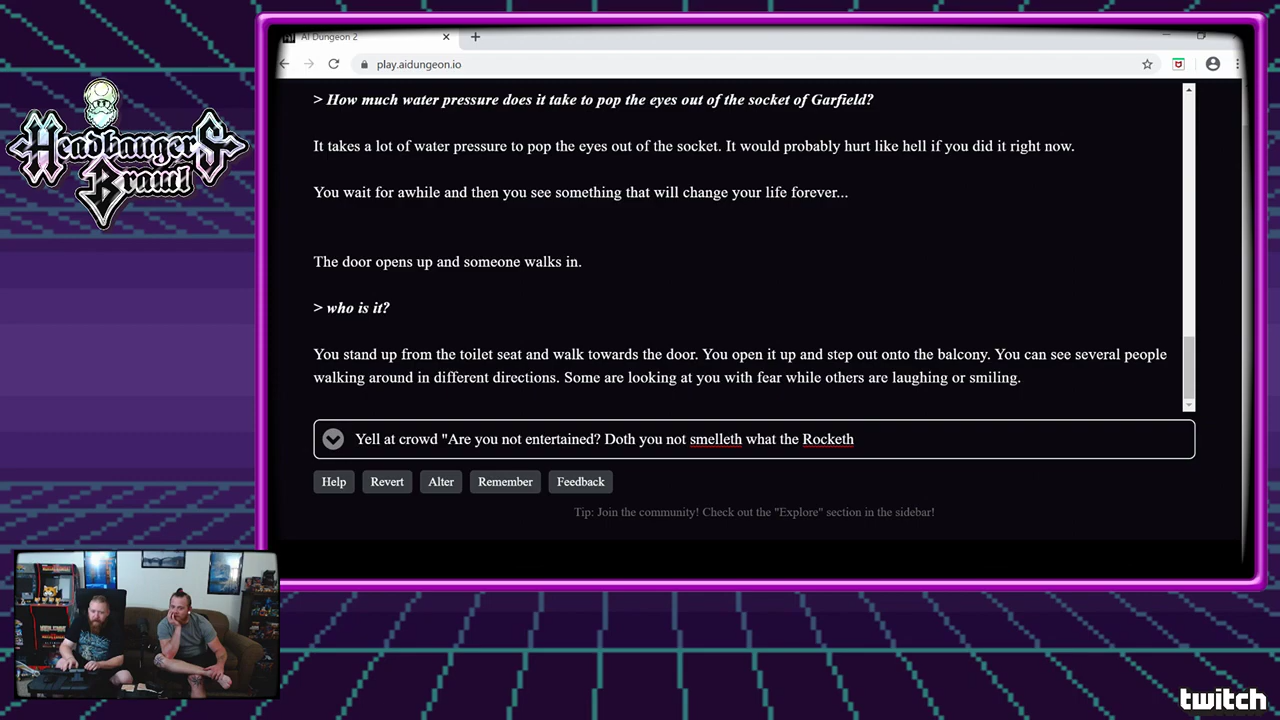 AI Dungeon 2
play.aidungeon.io
Headbangers
Brawl
> How much water pressure does it take to pop the eyes out of the socket of Garfield?
It takes a lot of water pressure to pop the eyes out of the socket. It would probably hurt like hell if you did it right now.
You wait for awhile and then you see something that will change your life forever...
The door opens up and someone walks in.
> who is it?
You stand up from the toilet seat and walk towards the door. You open it up and step out onto the balcony. You can see several people
walking around in different directions. Some are looking at you with fear while others are laughing or smiling.
Yell at crowd "Are you not entertained? Doth you not smelleth what the Rocketh
Help Revert Alter Remember Feedback
Tip: Join the community! Check out the "Explore" section in the sidebar!
twitch